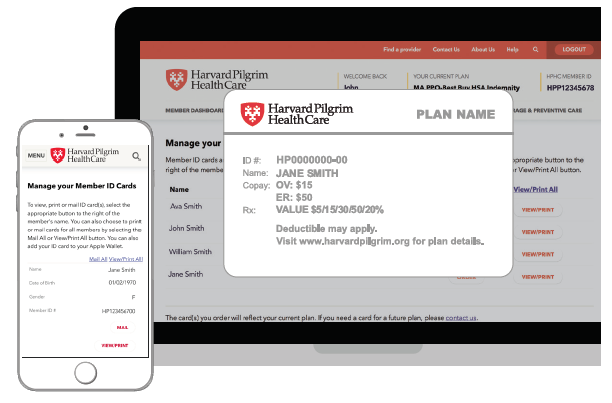 Find a provider Contact Us About Us Help LOGOUT
Harvard Pilgrim
HealthCare
WELCOME BACK
John
YOUR CURRENT PLAN
MA PPO-Best Buy HSA Indemnity
HPHC MEMBER ID
HPP12345678
MEMBER DASHBOARD
& PREVENTIVE CARE
Manage your
Member ID cards
right of the
appropriate button to the
or View/Print All button.
View/Print All
Name
Ava Smith VIEW/PRINT
John Smith VIEW/PRINT
William Smith VIEW/PRINT
Jane Smith VIEW/PRINT
The card(s) you order will reflect your current plan. If you need a card for a future plan, please contact us.
Harvard Pilgrim
HealthCare
PLAN NAME
ID #: HP0000000-00
Name: JANE SMITH
Copay: OV: $15
ER: $50
Rx: VALUE $5/15/30/50/20%
Deductible may apply.
Visit www.harvardpilgrim.org for plan details.
MENU Harvard Pilgrim
HealthCare
Manage your Member ID Cards
To view, print or mail ID card(s), select the
appropriate button to the right of the
member's name. You can also choose to print
or mail cards for all members by selecting the
Mail All or View/Print All button. You can also
add your ID card to your Apple Wallet.
Mail All View/Print All
Name Jane Smith
Date of Birth 01/02/1970
Gender F
Member ID # HP123456700
MAIL
VIEW/PRINT